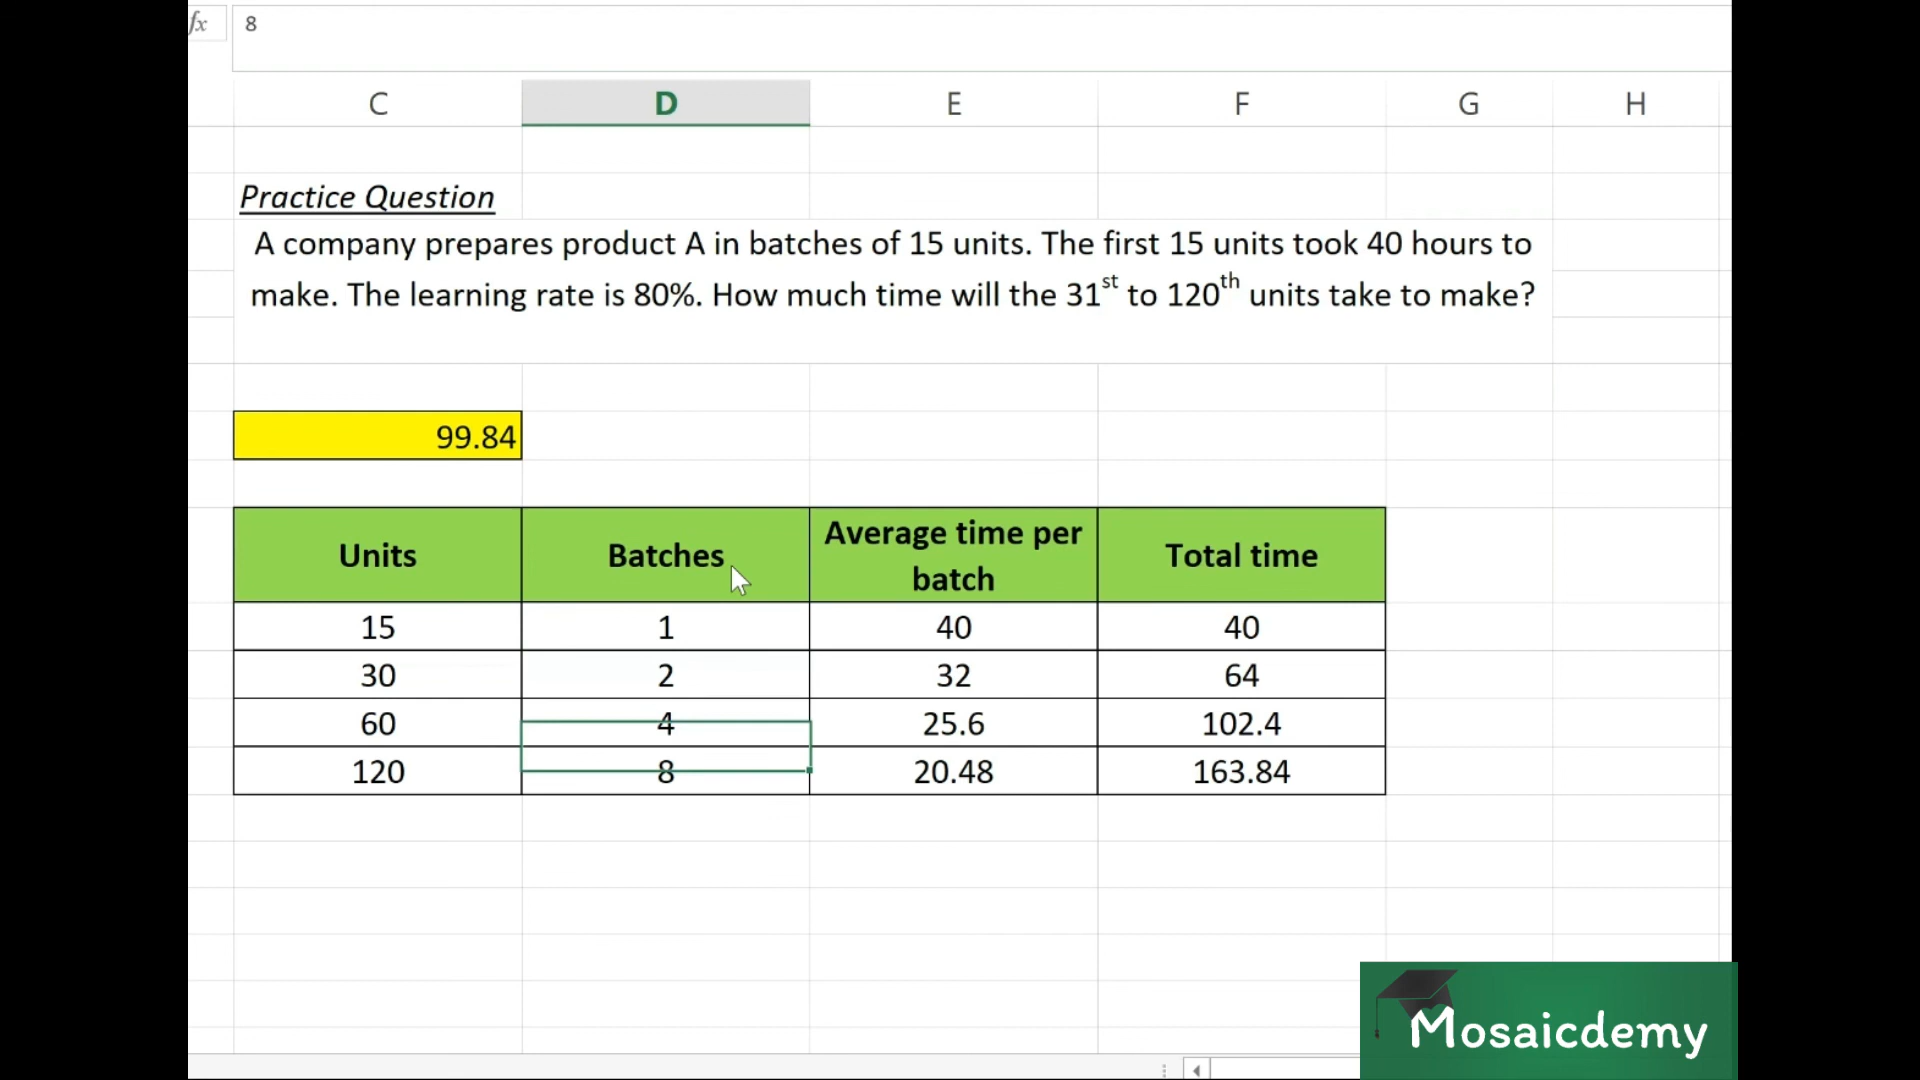 fx 8
C D E F G H
Practice Question
A company prepares product A in batches of 15 units. The first 15 units took 40 hours to
make. The learning rate is 80%. How much time will the 31st to 120th units take to make?
99.84
Units Batches Average time per batch Total time
15 1 40 40
30 2 32 64
60 4 25.6 102.4
120 8 20.48 163.84
Mosaicdemy